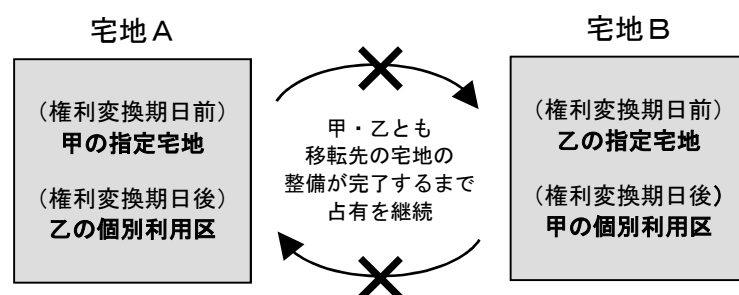 宅地A
(権利変換期日前)
甲の指定宅地
(権利変換期日後)
乙の個別利用区
甲・乙とも
移転先の宅地の
整備が完了するまで
占有を継続
宅地B
(権利変換期日前)
乙の指定宅地
(権利変換期日後)
甲の個別利用区